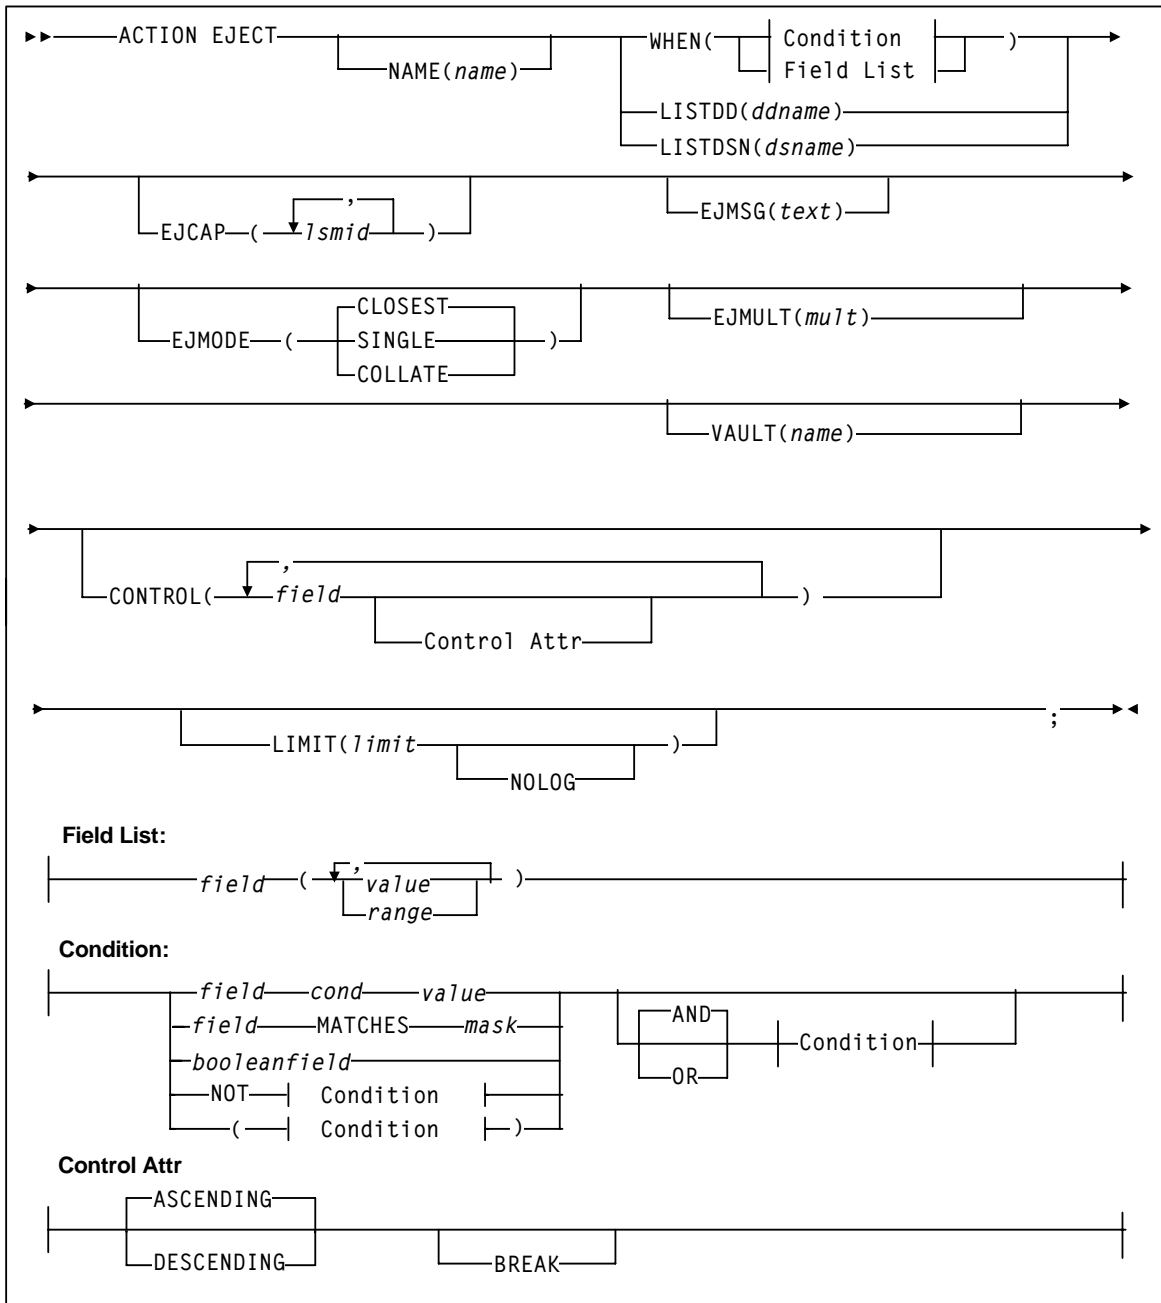 ACTION EJECT WHEN( Condition )
NAME(name) Field List
LISTDD(ddname)
LISTDSN(dsname)
,
EJCAP ( lsmid ) EJMSG(text)
CLOSEST EJMULT(mult)
EJMODE ( SINGLE )
COLLATE
VAULT(name)
,
CONTROL( field )
Control Attr
;
LIMIT(limit )
NOLOG
Field List:
,
field ( value )
range
Condition:
field cond value
field MATCHES mask AND
booleanfield Condition
NOT Condition OR
( Condition )
Control Attr
ASCENDING
DESCENDING BREAK